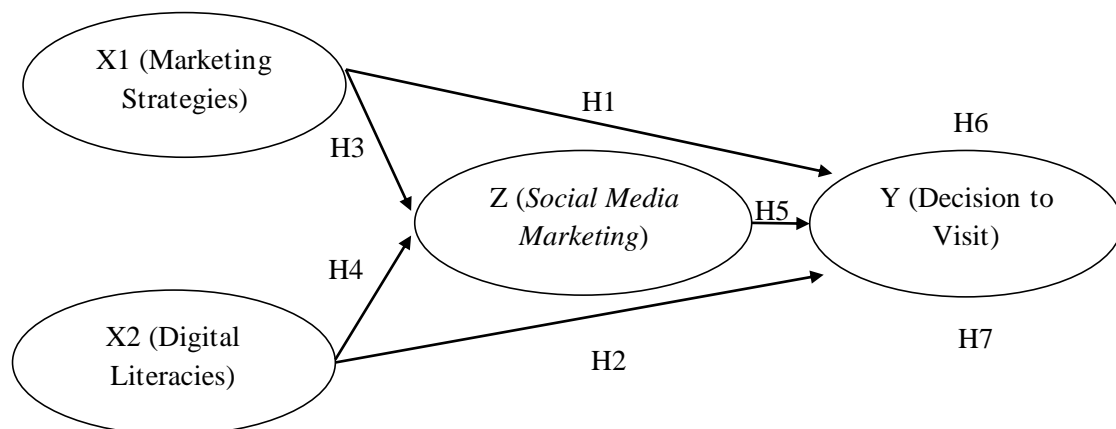 X1 (Marketing
Strategies)
H1
H6
H3
Z (Social Media
Marketing)
H5
Y (Decision to
Visit)
H4
X2 (Digital
Literacies)
H2
H7